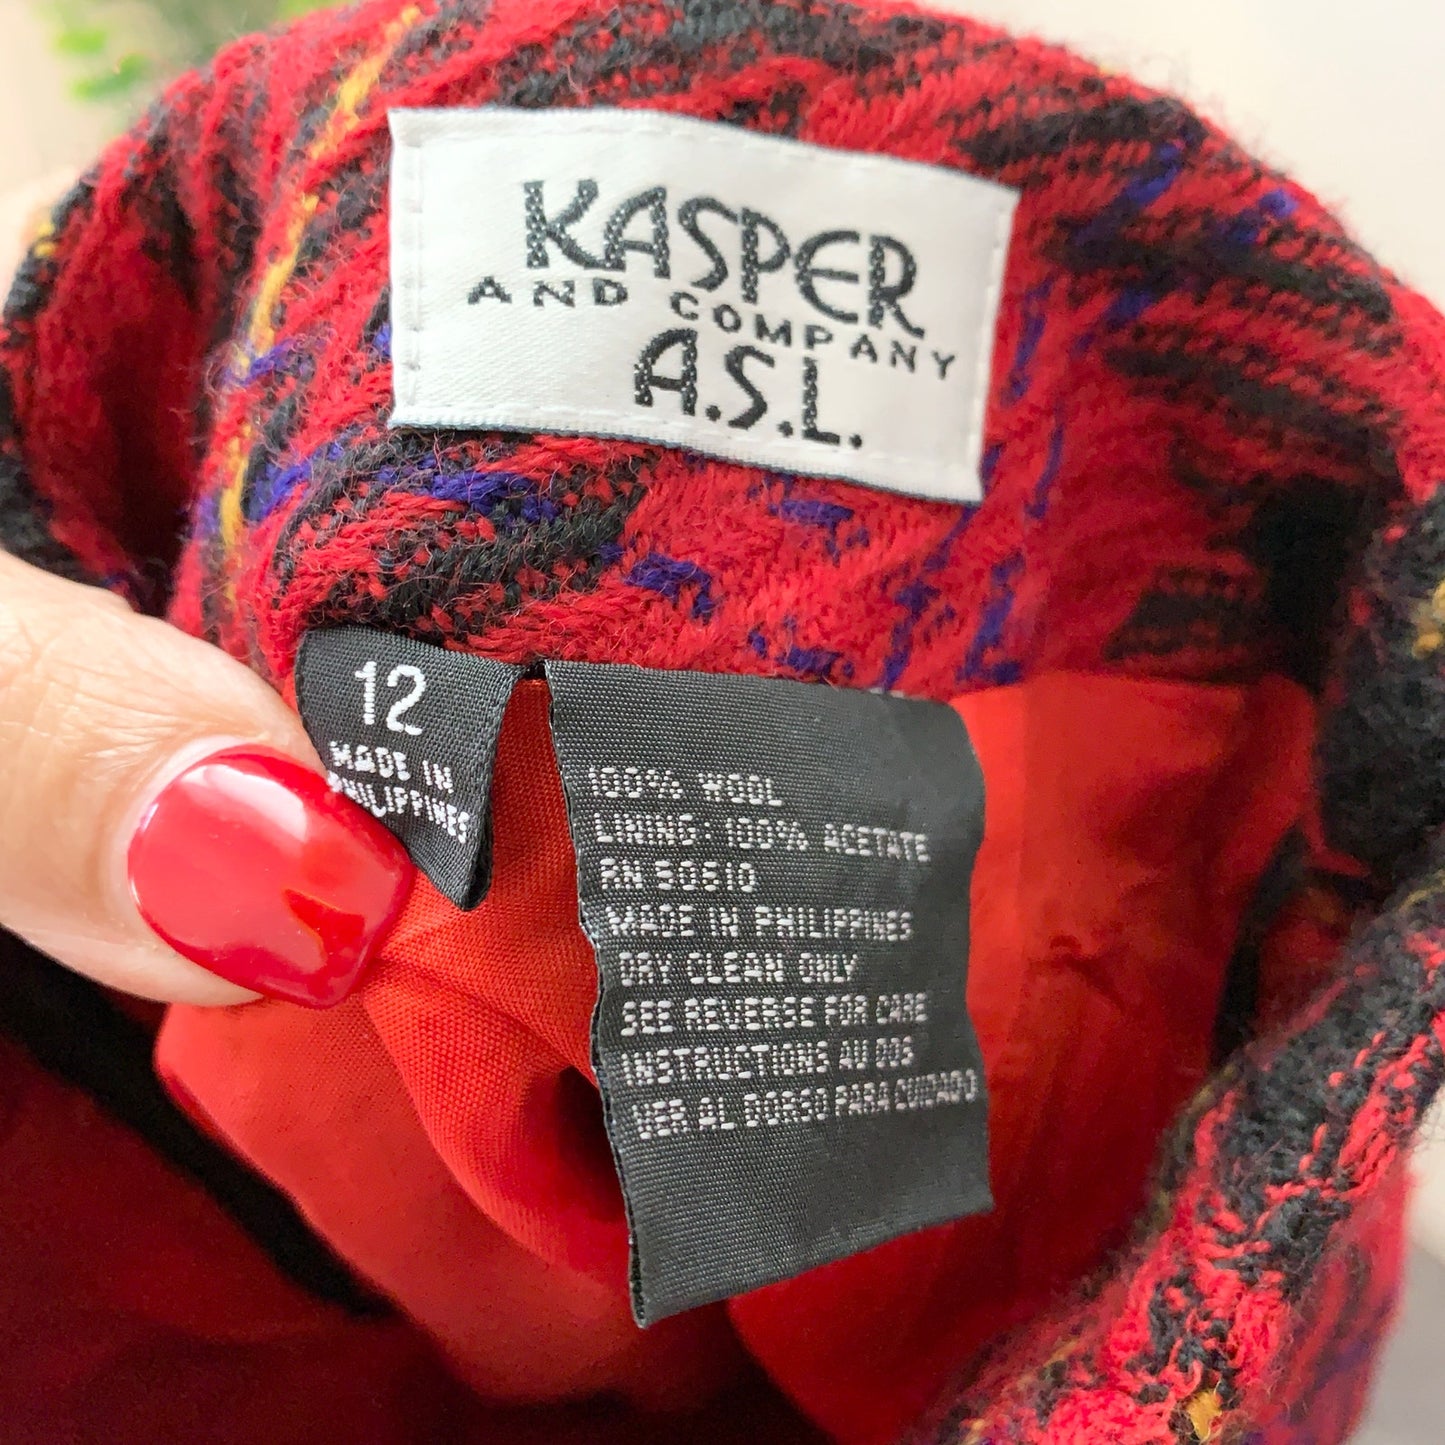 KASPER
AND COMPANY
A.S.L.
12
MADE IN
PHILIPPINES
100% WOOL
LINING: 100% ACETATE
RN 50610
MADE IN PHILIPPINES
DRY CLEAN ONLY
SEE REVERSE FOR CARE
INSTRUCTIONS AU DOS
VER AL DORSO PARA CUIDADO